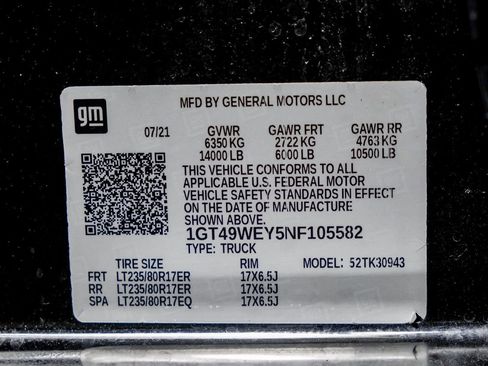 gm
MFD BY GENERAL MOTORS LLC
07/21 GVWR GAWR FRT GAWR RR
6350 KG 2722 KG 4763 KG
14000 LB 6000 LB 10500 LB
THIS VEHICLE CONFORMS TO ALL
APPLICABLE U.S. FEDERAL MOTOR
VEHICLE SAFETY STANDARDS IN EFFECT
ON THE DATE OF MANUFACTURE
SHOWN ABOVE.
1GT49WEY5NF105582
TYPE: TRUCK
TIRE SIZE RIM MODEL: 52TK30943
FRT LT235/80R17ER 17X6.5J
RR LT235/80R17ER 17X6.5J
SPA LT235/80R17EQ 17X6.5J